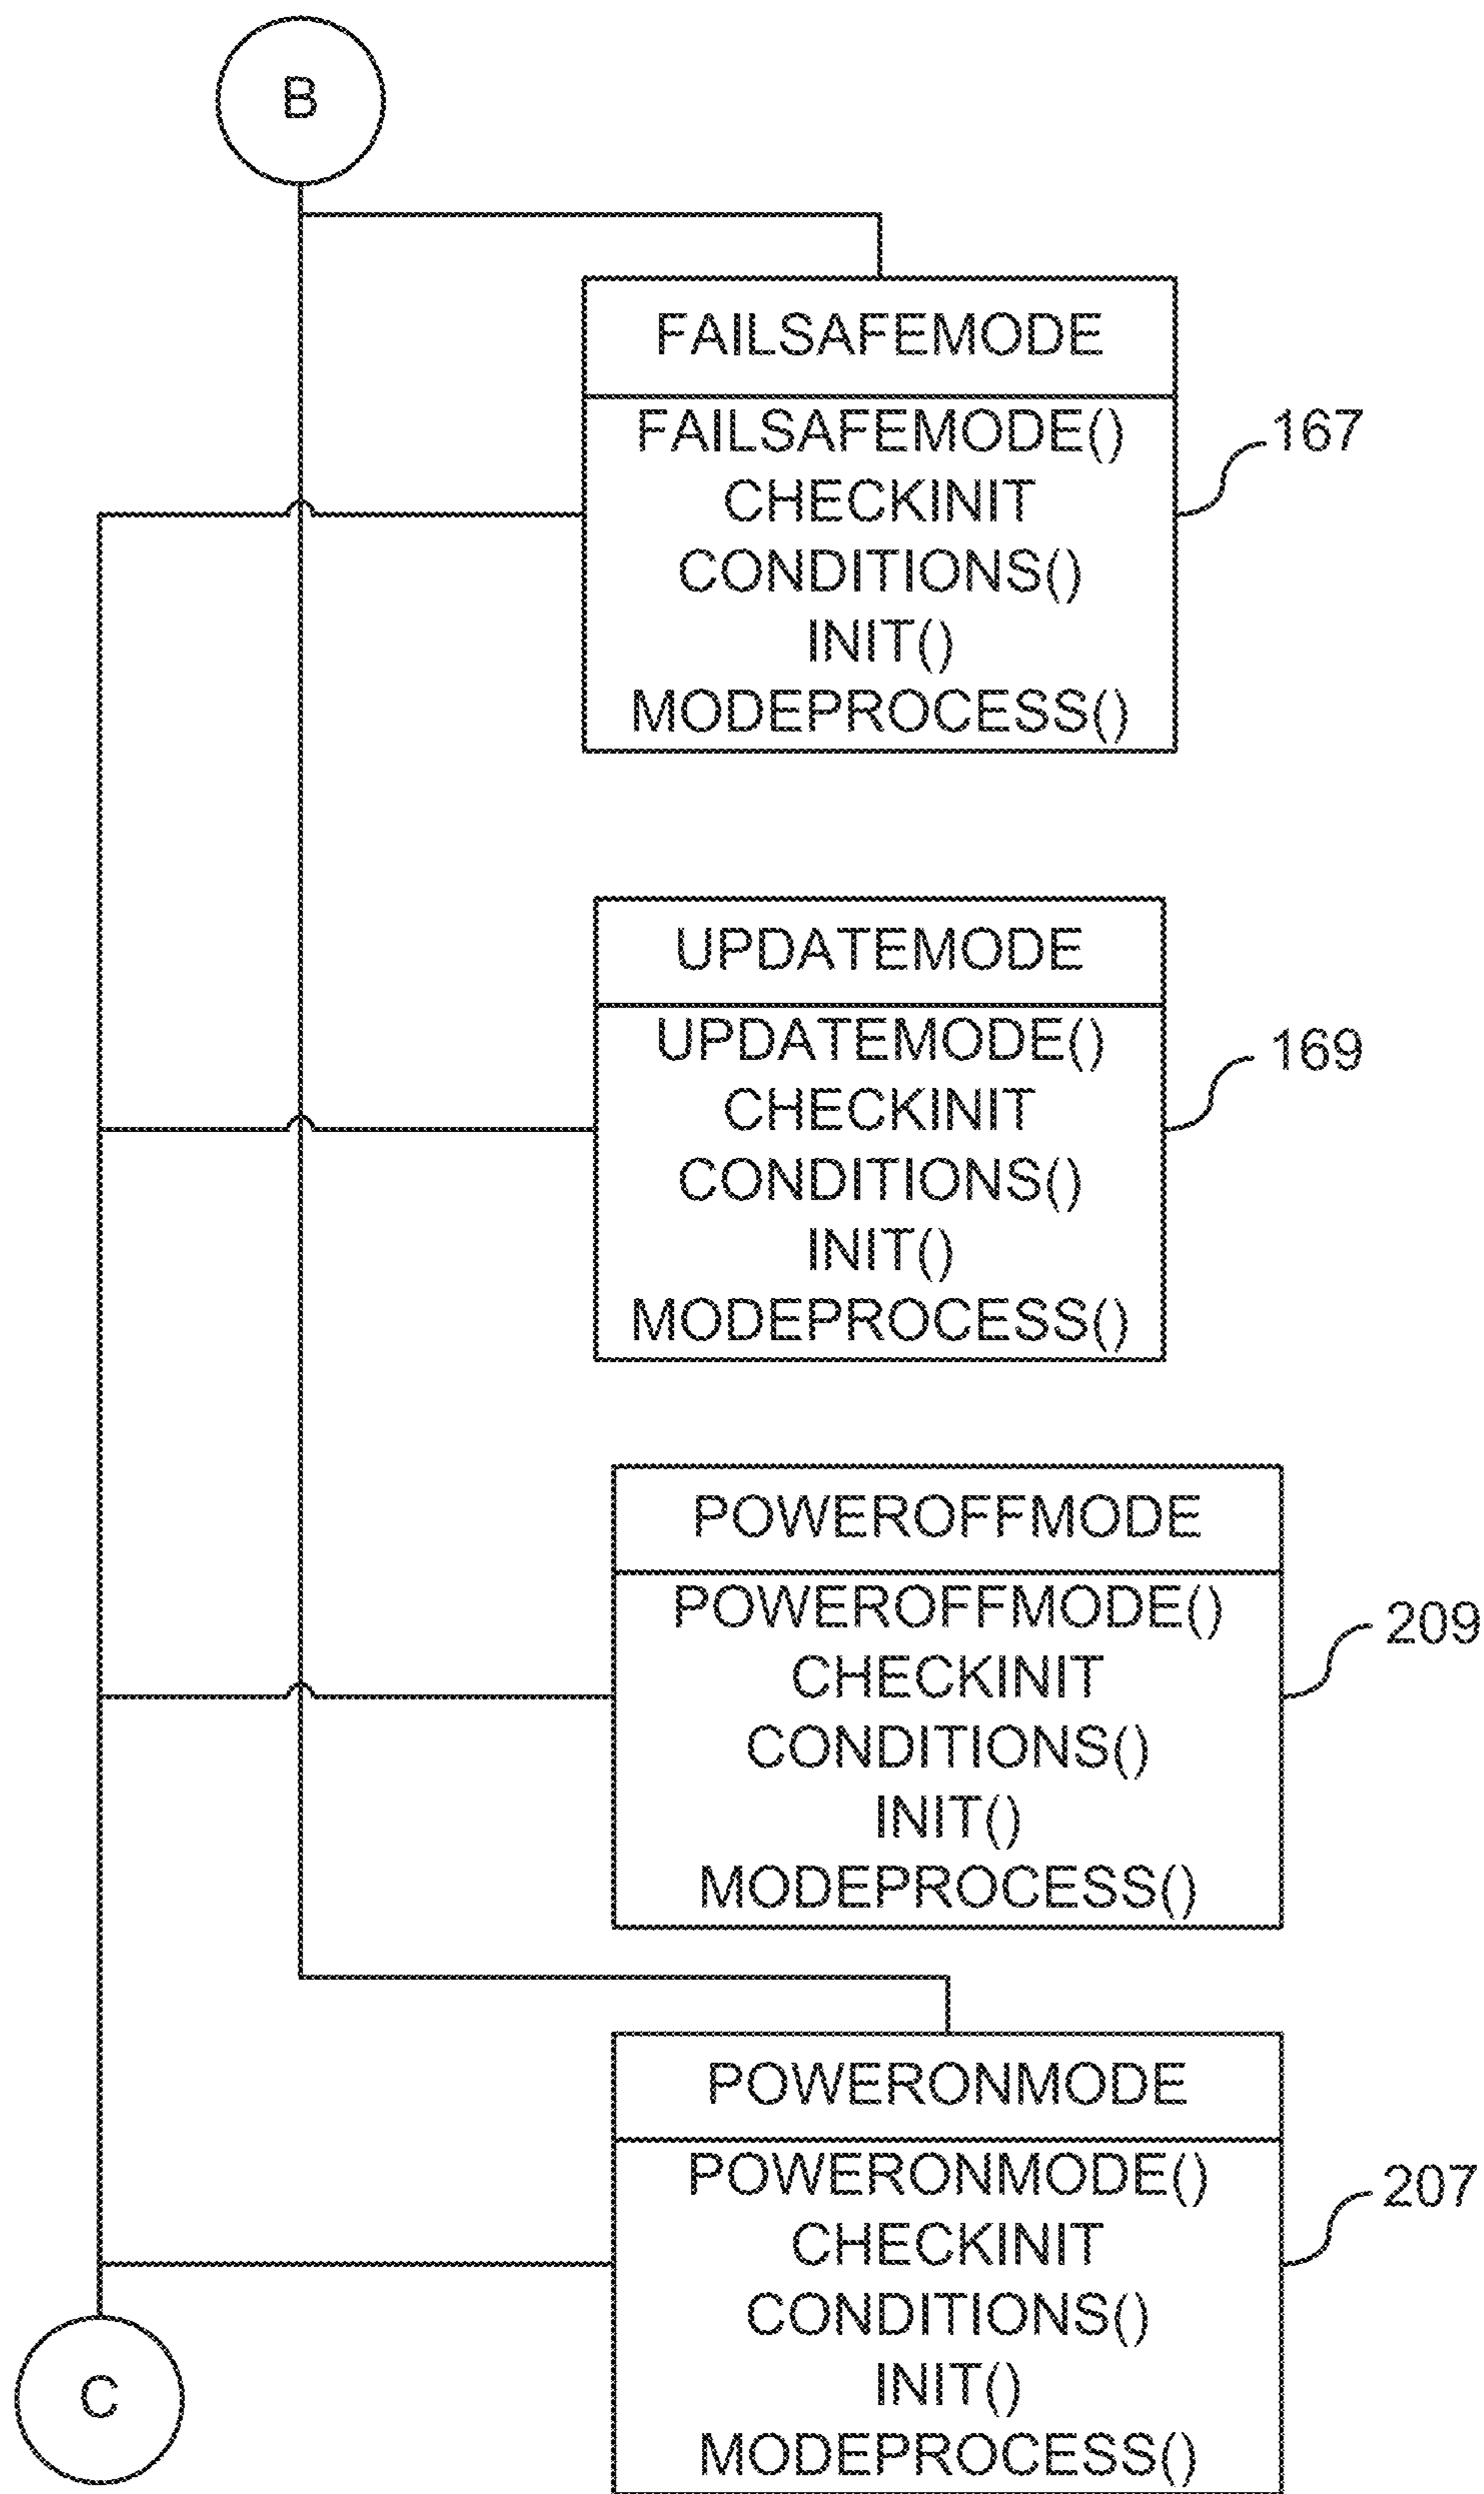 B
FAILSAFEMODE
FAILSAFEMODE()
CHECKINIT
CONDITIONS()
INIT()
MODEPROCESS()
167
UPDATEMODE
UPDATEMODE()
CHECKINIT
CONDITIONS()
INIT()
MODEPROCESS()
169
POWEROFFMODE
POWEROFFMODE()
CHECKINIT
CONDITIONS()
INIT()
MODEPROCESS()
209
POWERONMODE
POWERONMODE()
CHECKINIT
CONDITIONS()
INIT()
MODEPROCESS()
207
C